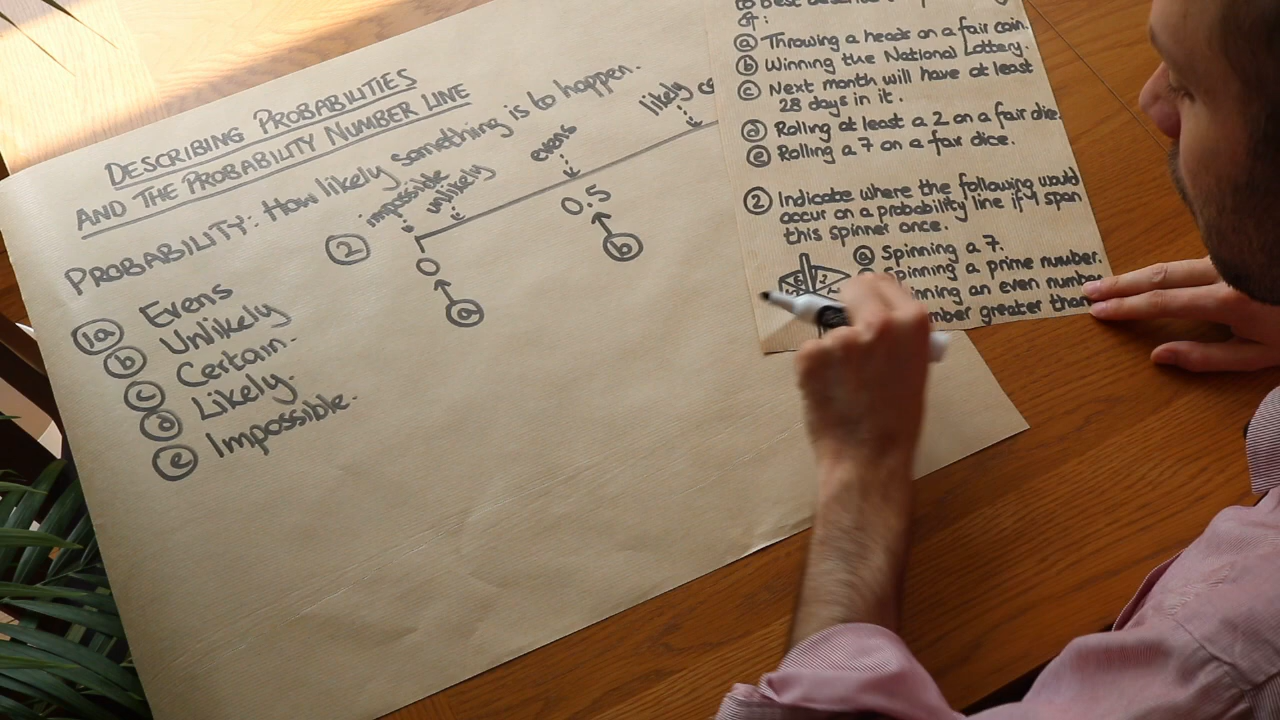 DESCRIBING PROBABILITIES
AND THE PROBABILITY NUMBER LINE
PROBABILITY: How likely something is to happen.
1a Evens
b Unlikely
c Certain.
d Likely.
e Impossible.
2
impossible
unlikely
evens
likely
0
0.5
a
b
a Throwing a heads on a fair coin.
b Winning the National Lottery.
c Next month will have at least
28 days in it.
d Rolling at least a 2 on a fair die.
e Rolling a 7 on a fair dice.
2 Indicate where the following would
occur on a probability line if I span
this spinner once.
a Spinning a 7.
Spinning a prime number.
an even number
greater than